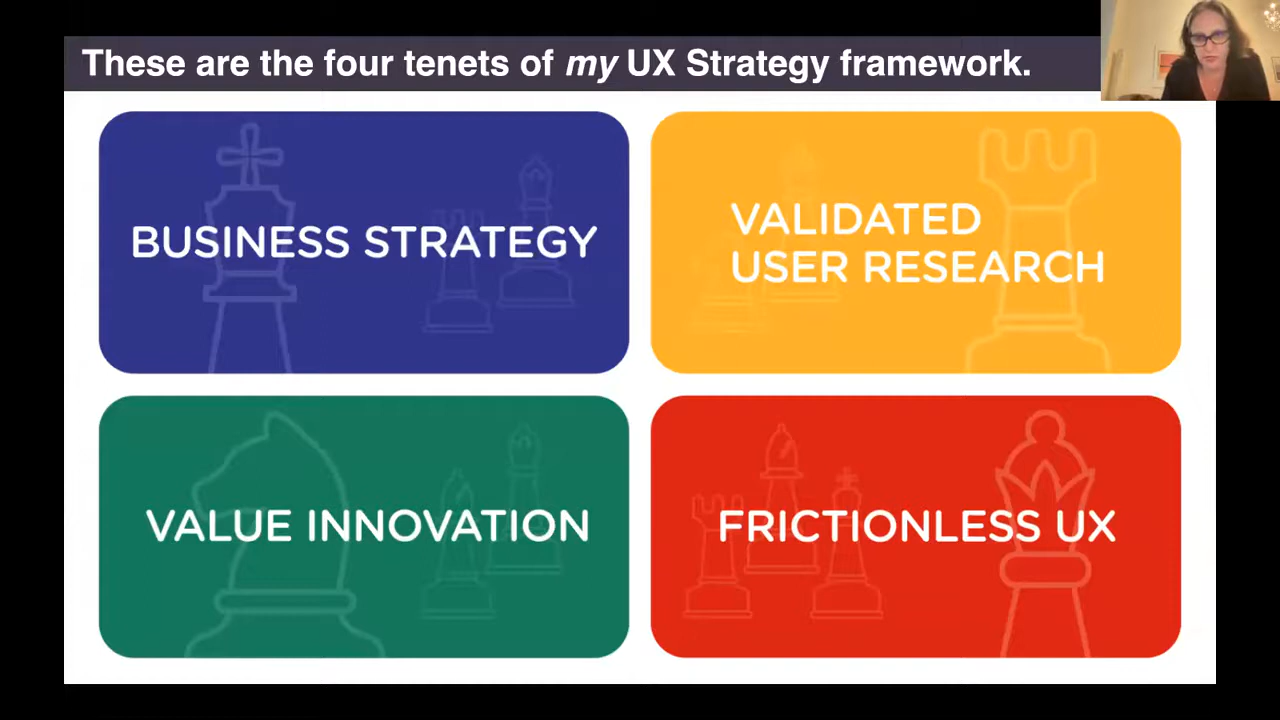 These are the four tenets of my UX Strategy framework.
BUSINESS STRATEGY
VALIDATED
USER RESEARCH
VALUE INNOVATION
FRICTIONLESS UX